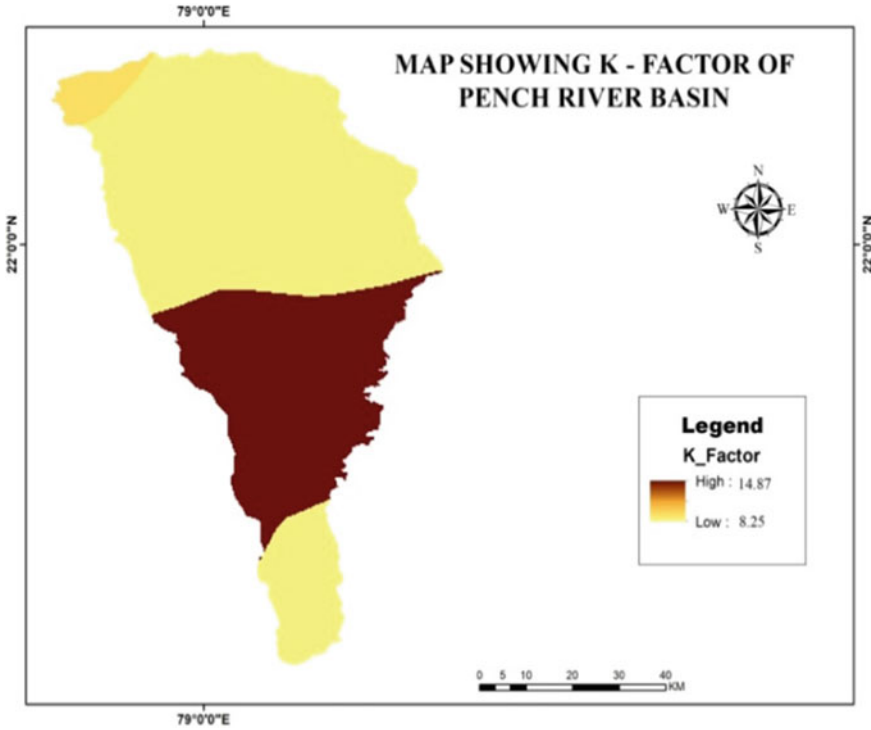 79°0'0"E
MAP SHOWING K - FACTOR OF
PENCH RIVER BASIN
N
W E
S
22°0'0"N
22°0'0"N
Legend
K_Factor
High : 14.87
Low : 8.25
0 5 10 20 30 40
KM
79°0'0"E